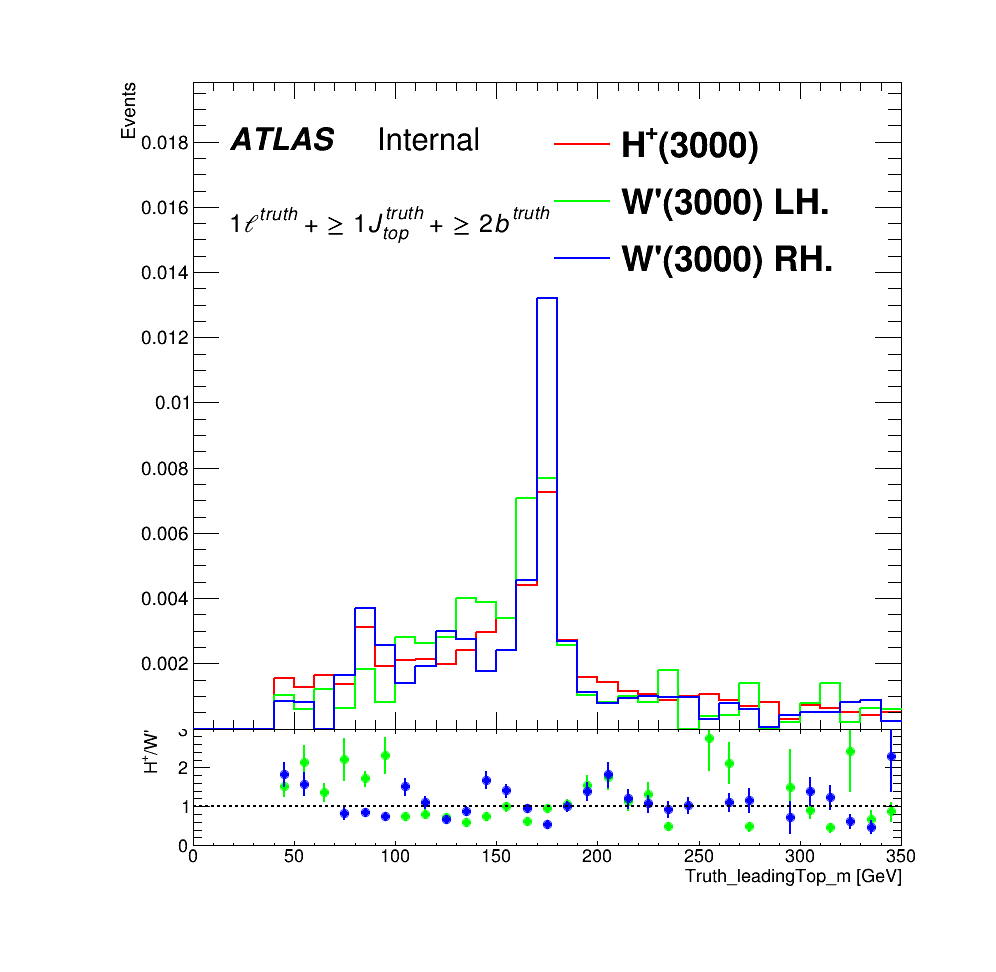 Events
0.018
0.016
0.014
0.012
0.01
0.008
0.006
0.004
0.002
ATLAS Internal
1ℓ^{truth} + ≥ 1J_{top}^{truth} + ≥ 2b^{truth}
H⁺(3000)
W'(3000) LH.
W'(3000) RH.
H⁺/W'
3
2
1
0
0 50 100 150 200 250 300 350
Truth_leadingTop_m [GeV]